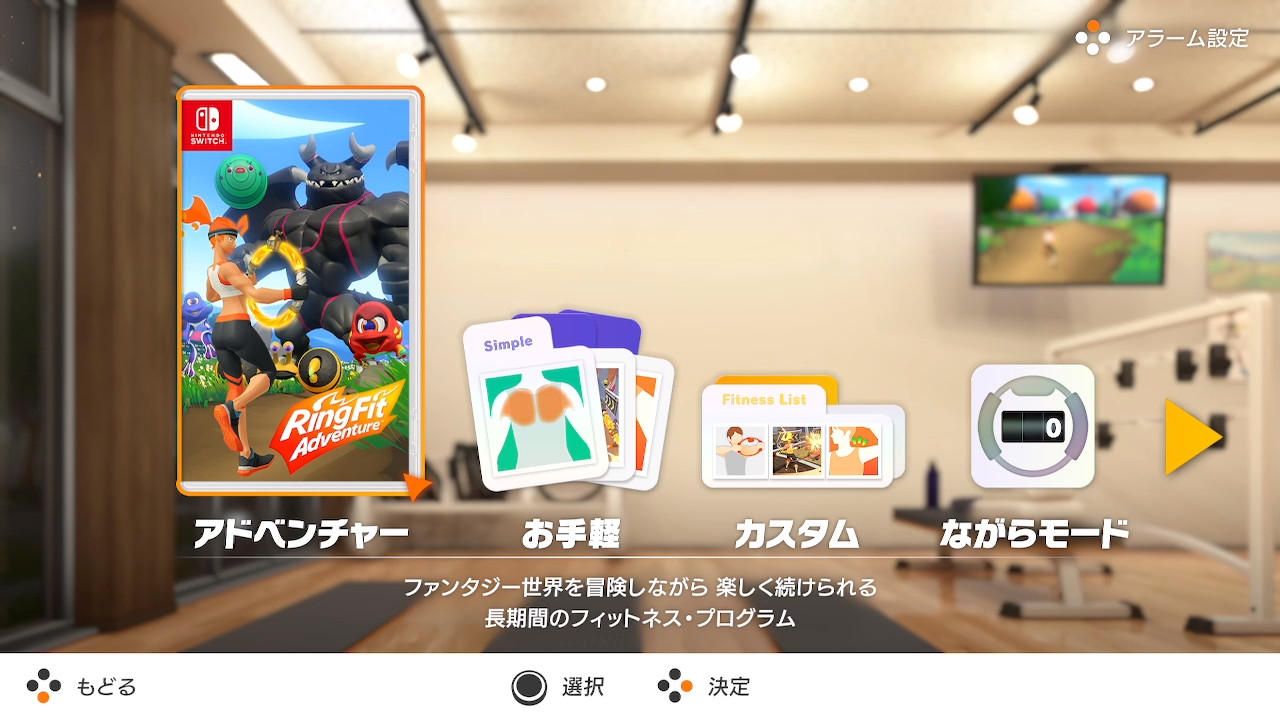 アラーム設定
NINTENDO
SWITCH.
RingFit
Adventure
Simple
Fitness List
0
アドベンチャー
お手軽
カスタム
ながらモード
ファンタジー世界を冒険しながら 楽しく続けられる
長期間のフィットネス・プログラム
もどる
選択
決定